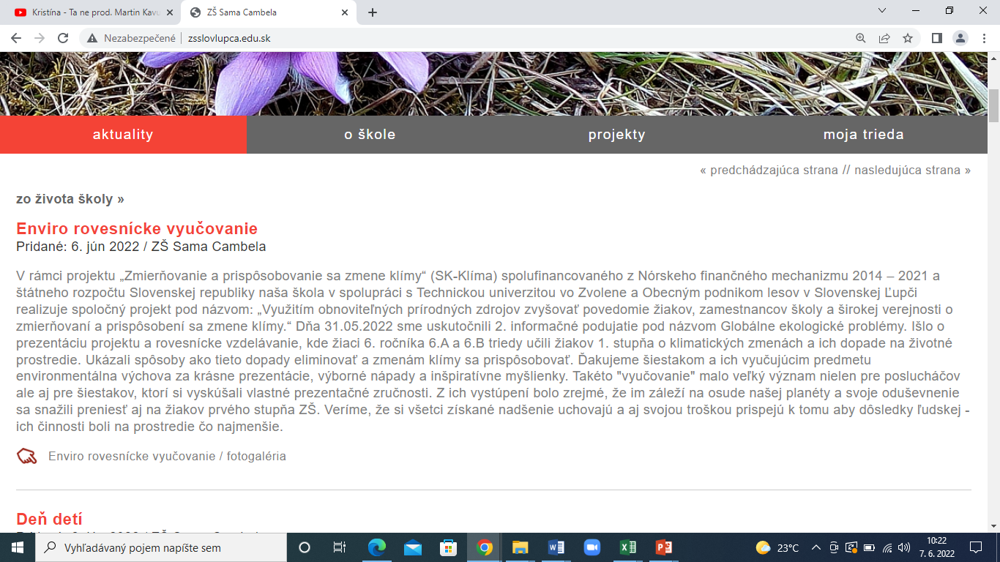 Kristína - Ta ne prod. Martin Kavu
ZŠ Sama Cambela
Nezabezpečené
zsslovlupca.edu.sk
aktuality
o škole
projekty
moja trieda
« predchádzajúca strana // nasledujúca strana »
zo života školy »
Enviro rovesnícke vyučovanie
Pridané: 6. jún 2022 / ZŠ Sama Cambela
V rámci projektu „Zmierňovanie a prispôsobovanie sa zmene klímy“ (SK-Klíma) spolufinancovaného z Nórskeho finančného mechanizmu 2014 – 2021 a
štátneho rozpočtu Slovenskej republiky naša škola v spolupráci s Technickou univerzitou vo Zvolene a Obecným podnikom lesov v Slovenskej Ľupči
realizuje spoločný projekt pod názvom: „Využitím obnoviteľných prírodných zdrojov zvyšovať povedomie žiakov, zamestnancov školy a širokej verejnosti o
zmierňovaní a prispôsobení sa zmene klímy.“ Dňa 31.05.2022 sme uskutočnili 2. informačné podujatie pod názvom Globálne ekologické problémy. Išlo o
prezentáciu projektu a rovesnícke vzdelávanie, kde žiaci 6. ročníka 6.A a 6.B triedy učili žiakov 1. stupňa o klimatických zmenách a ich dopade na životné
prostredie. Ukázali spôsoby ako tieto dopady eliminovať a zmenám klímy sa prispôsobovať. Ďakujeme šiestakom a ich vyučujúcim predmetu
environmentálna výchova za krásne prezentácie, výborné nápady a inšpiratívne myšlienky. Takéto "vyučovanie" malo veľký význam nielen pre poslucháčov
ale aj pre šiestakov, ktorí si vyskúšali vlastné prezentačné zručnosti. Z ich vystúpení bolo zrejmé, že im záleží na osude našej planéty a svoje oduševnenie
sa snažili preniesť aj na žiakov prvého stupňa ZŠ. Veríme, že si všetci získané nadšenie uchovajú a aj svojou troškou prispejú k tomu aby dôsledky ľudskej -
ich činnosti boli na prostredie čo najmenšie.
Enviro rovesnícke vyučovanie / fotogaléria
Deň detí
Vyhľadávaný pojem napíšte sem
23°C
10:22
7. 6. 2022